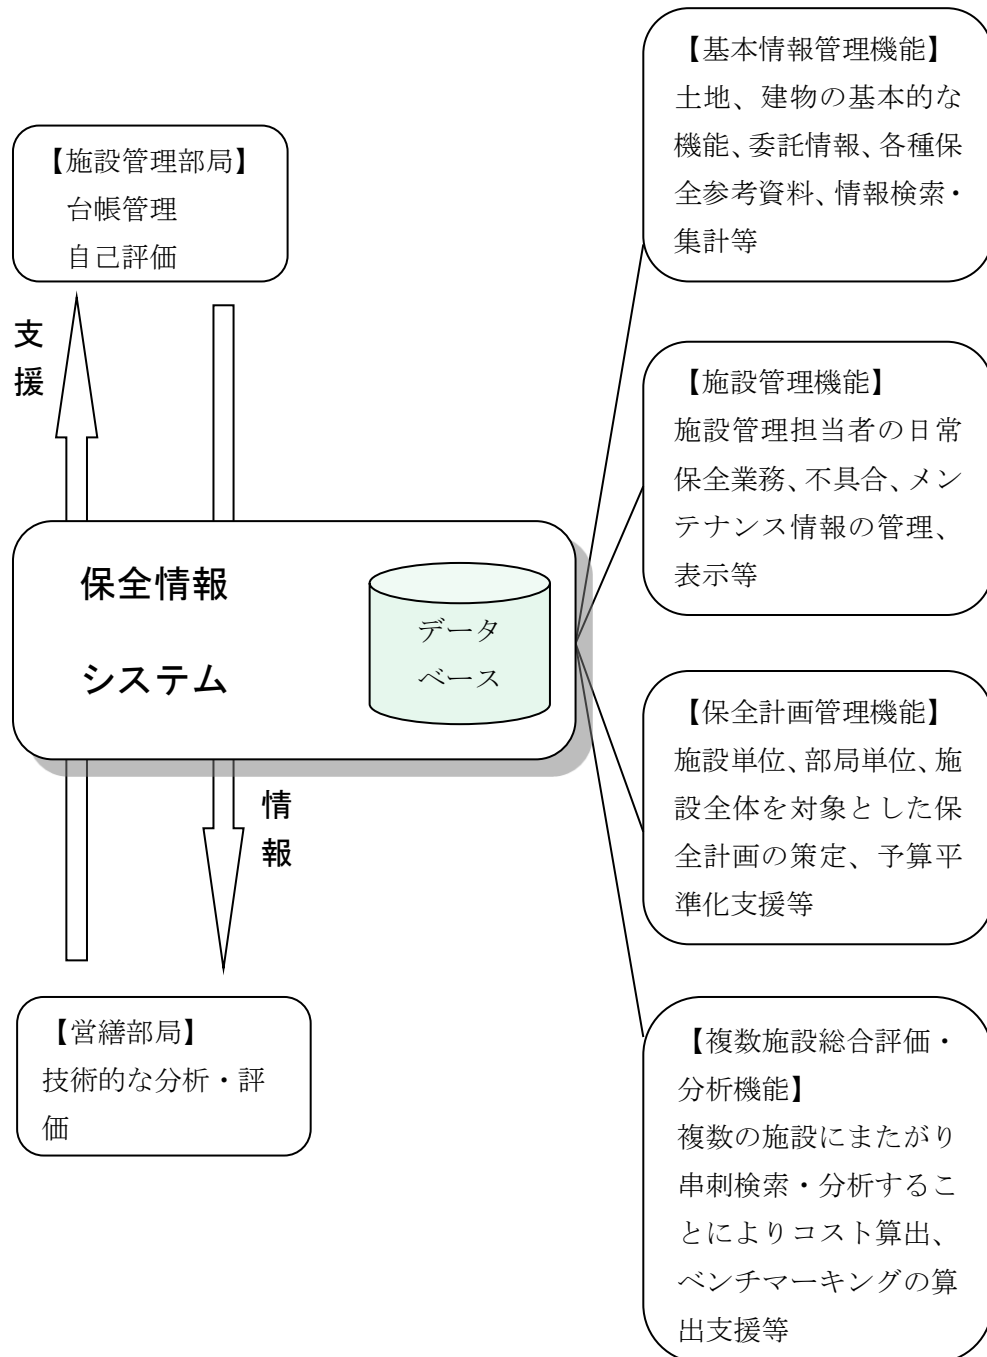 【施設管理部局】
台帳管理
自己評価
支
援
保全情報
システム
データ
ベース
情
報
【営繕部局】
技術的な分析・評
価
【基本情報管理機能】
土地、建物の基本的な
機能、委託情報、各種保
全参考資料、情報検索・
集計等
【施設管理機能】
施設管理担当者の日常
保全業務、不具合、メン
テナンス情報の管理、
表示等
【保全計画管理機能】
施設単位、部局単位、施
設全体を対象とした保
全計画の策定、予算平
準化支援等
【複数施設総合評価・
分析機能】
複数の施設にまたがり
串刺検索・分析するこ
とによりコスト算出、
ベンチマーキングの算
出支援等